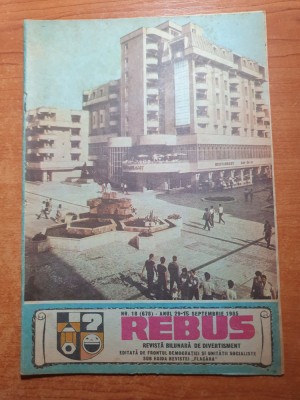 NR. 18 (678) - ANUL 29-15 SEPTEMBRIE 1985
REBUS
REVISTĂ BILUNARĂ DE DIVERTISMENT
EDITATĂ DE FRONTUL DEMOCRAȚIEI ȘI UNITĂȚII SOCIALISTE
SUB EGIDA REVISTEI "FLACĂRA"